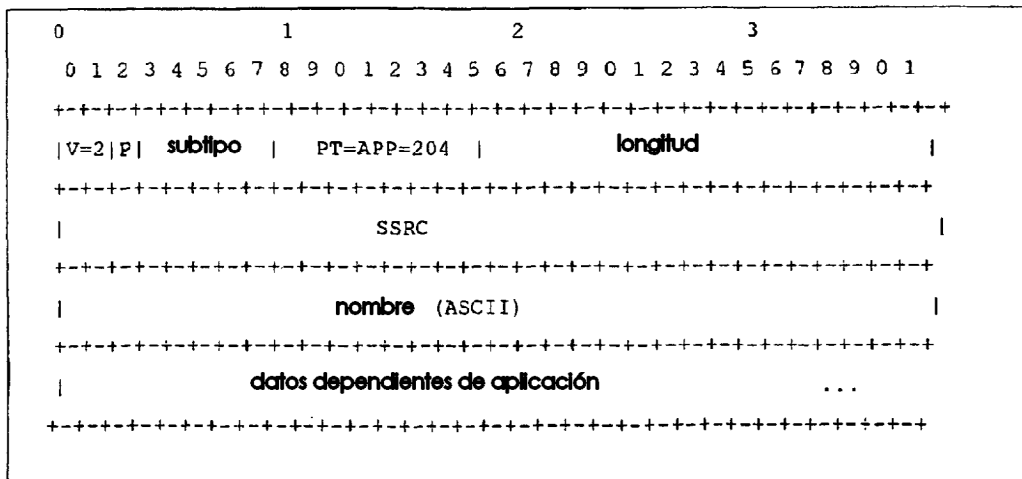 0 1 2 3
0 1 2 3 4 5 6 7 8 9 0 1 2 3 4 5 6 7 8 9 0 1 2 3 4 5 6 7 8 9 0 1
+-+-+-+-+-+-+-+-+-+-+-+-+-+-+-+-+-+-+-+-+-+-+-+-+-+-+-+-+-+-+-+-+
|V=2|P| subtipo | PT=APP=204 | longitud |
+-+-+-+-+-+-+-+-+-+-+-+-+-+-+-+-+-+-+-+-+-+-+-+-+-+-+-+-+-+-+-+-+
| SSRC |
+-+-+-+-+-+-+-+-+-+-+-+-+-+-+-+-+-+-+-+-+-+-+-+-+-+-+-+-+-+-+-+-+
| nombre (ASCII) |
+-+-+-+-+-+-+-+-+-+-+-+-+-+-+-+-+-+-+-+-+-+-+-+-+-+-+-+-+-+-+-+-+
| datos dependientes de aplicación ...
+-+-+-+-+-+-+-+-+-+-+-+-+-+-+-+-+-+-+-+-+-+-+-+-+-+-+-+-+-+-+-+-+